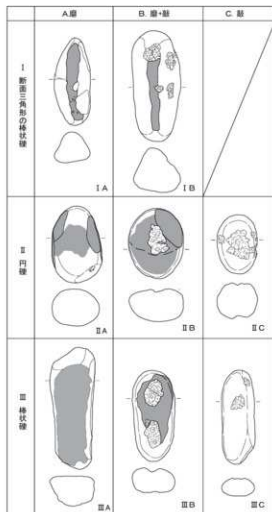 A.磨
B. 磨+敲
C. 敲
Ⅰ 断面三角形の棒状礫
ⅠA
ⅠB
Ⅱ 円礫
ⅡA
ⅡB
ⅡC
Ⅲ 棒状礫
ⅢA
ⅢB
ⅢC